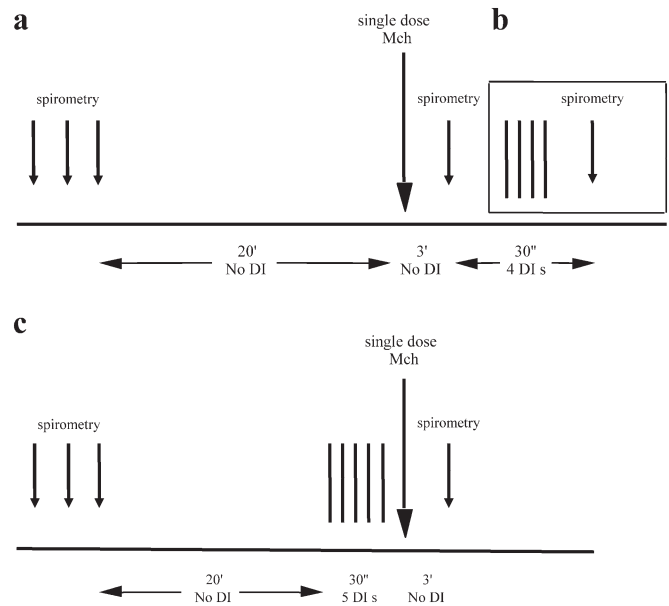 a
single dose
Mch
b
spirometry
spirometry
spirometry
20'
No DI
3'
No DI
30"
4 DI s
c
single dose
Mch
spirometry
spirometry
20'
No DI
30"
5 DI s
3'
No DI